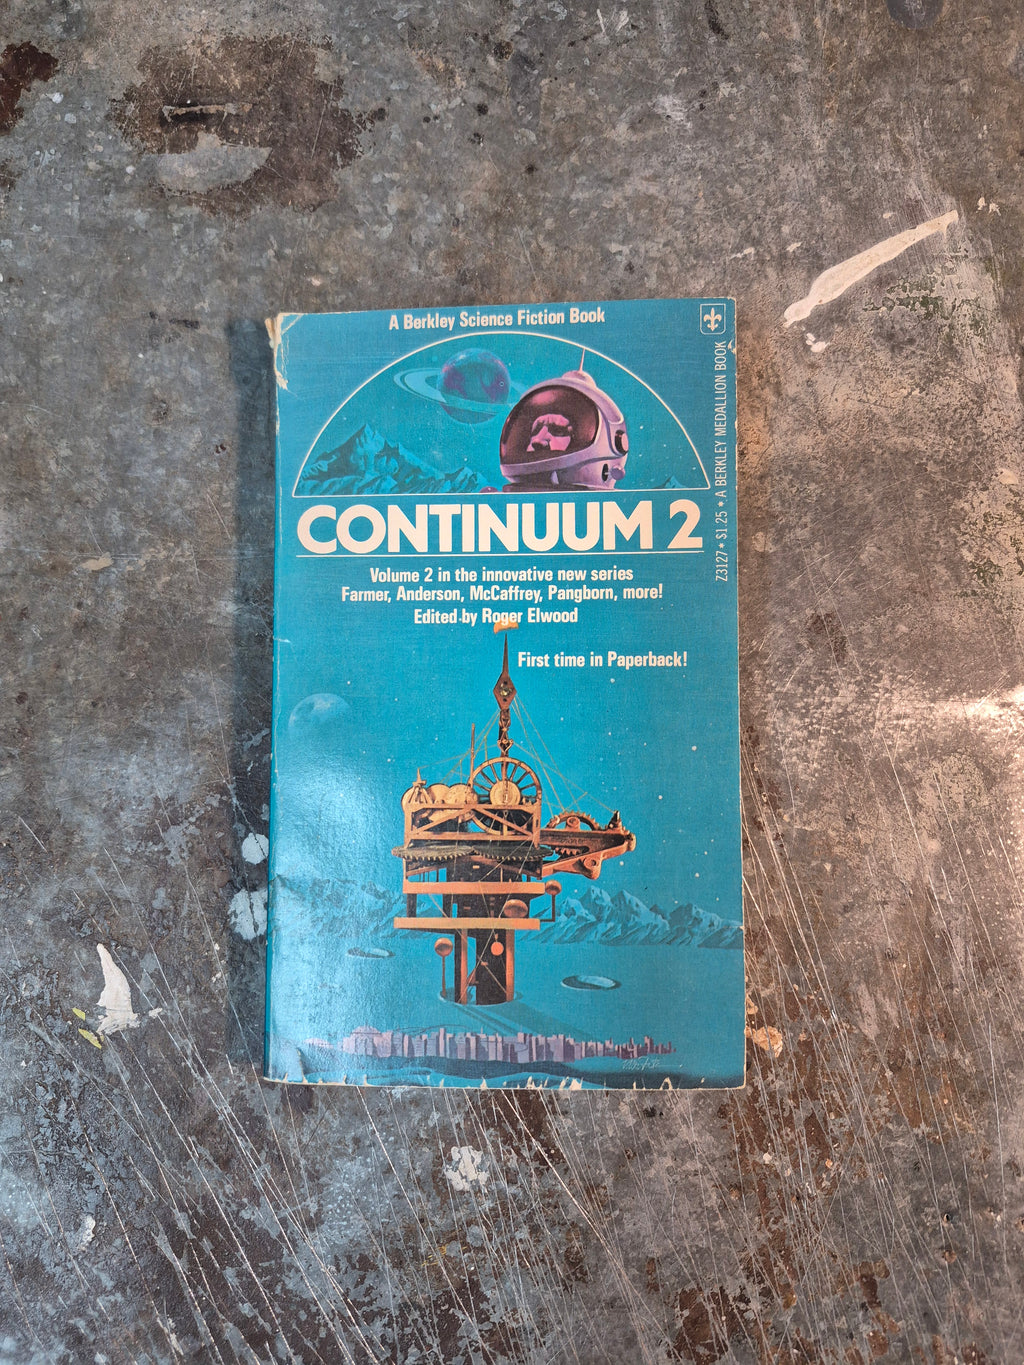 A Berkley Science Fiction Book
CONTINUUM 2
Volume 2 in the innovative new series
Farmer, Anderson, McCaffrey, Pangborn, more!
Edited by Roger Elwood
First time in Paperback!
Z3127 * $1.25 * A BERKLEY MEDALLION BOOK